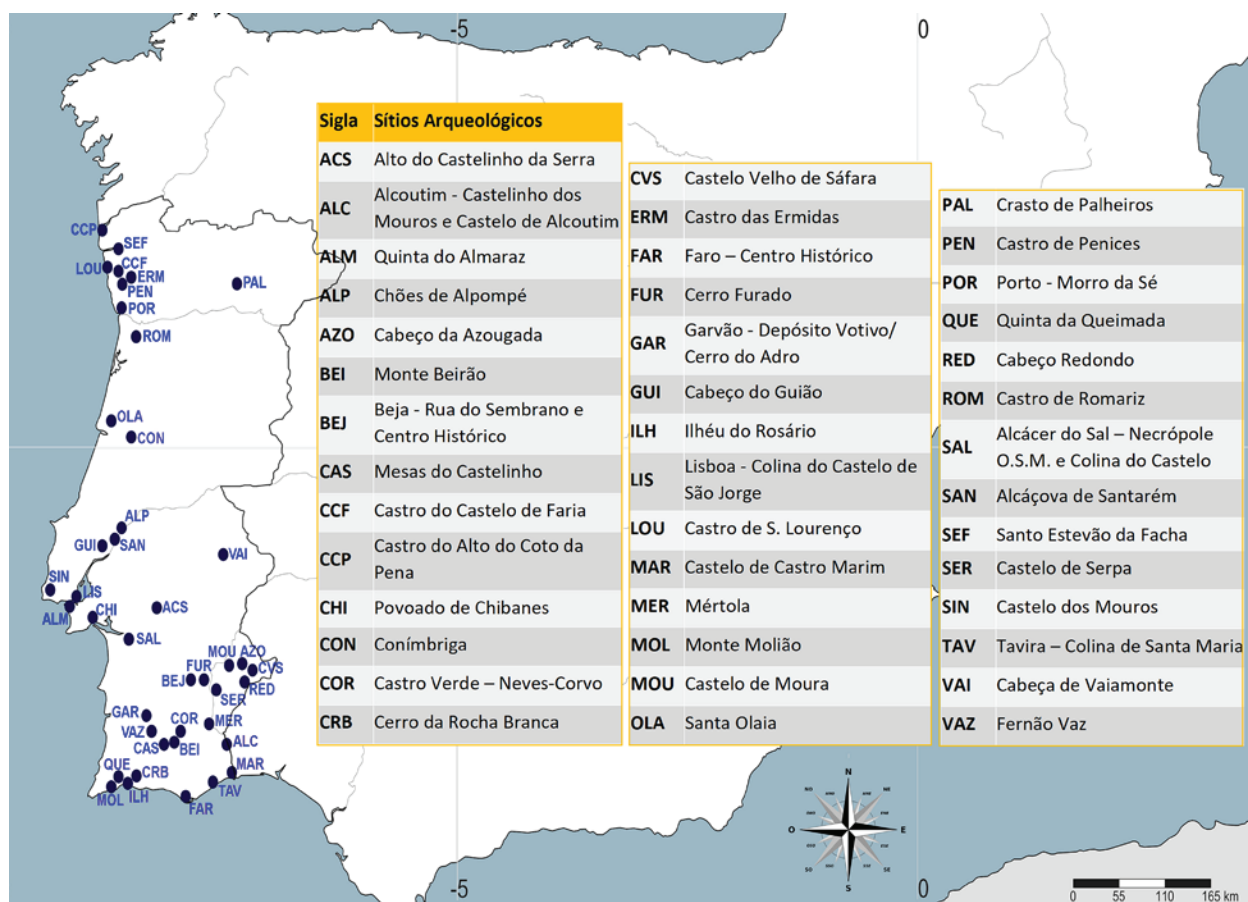 -5
0
CCP
SEF
LOU
CCF
ERM
PEN
PAL
POR
ROM
OLA
CON
ALP
GUI
SAN
VAI
SIN
LIS
ALM
CHI
ACS
SAL
MOU
AZO
FUR
CVS
BEJ
RED
SER
GAR
COR
MER
VAZ
CAS
BEI
ALC
QUE
CRB
MAR
MOL
ILH
TAV
FAR
Sigla Sítios Arqueológicos
ACS Alto do Castelinho da Serra
ALC Alcoutim - Castelinho dos
Mouros e Castelo de Alcoutim
ALM Quinta do Almaraz
ALP Chões de Alpompé
AZO Cabeço da Azougada
BEI Monte Beirão
BEJ Beja - Rua do Sembrano e
Centro Histórico
CAS Mesas do Castelinho
CCF Castro do Castelo de Faria
CCP Castro do Alto do Coto da
Pena
CHI Povoado de Chibanes
CON Conímbriga
COR Castro Verde – Neves-Corvo
CRB Cerro da Rocha Branca
CVS Castelo Velho de Sáfara
ERM Castro das Ermidas
FAR Faro – Centro Histórico
FUR Cerro Furado
GAR Garvão - Depósito Votivo/
Cerro do Adro
GUI Cabeço do Guião
ILH Ilhéu do Rosário
LIS Lisboa - Colina do Castelo de
São Jorge
LOU Castro de S. Lourenço
MAR Castelo de Castro Marim
MER Mértola
MOL Monte Molião
MOU Castelo de Moura
OLA Santa Olaia
PAL Crasto de Palheiros
PEN Castro de Penices
POR Porto - Morro da Sé
QUE Quinta da Queimada
RED Cabeço Redondo
ROM Castro de Romariz
SAL Alcácer do Sal – Necrópole
O.S.M. e Colina do Castelo
SAN Alcáçova de Santarém
SEF Santo Estevão da Facha
SER Castelo de Serpa
SIN Castelo dos Mouros
TAV Tavira – Colina de Santa Maria
VAI Cabeça de Vaiamonte
VAZ Fernão Vaz
N
NO
NE
O
E
SO
SE
S
-5
0
0 55 110 165 km